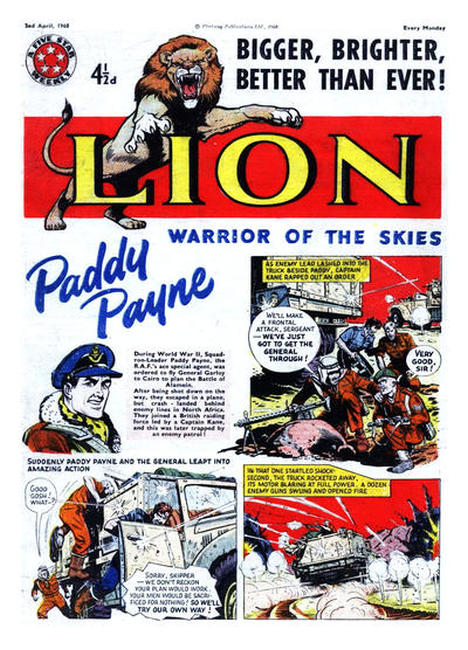 2nd April, 1960
© Fleetway Publications Ltd., 1960
Every Monday
A FIVE STAR WEEKLY
4½d
BIGGER, BRIGHTER,
BETTER THAN EVER!
LION
Paddy
Payne
WARRIOR OF THE SKIES
During World War II, Squad-
ron-Leader Paddy Payne, the
R.A.F.'s ace special agent, was
ordered to fly General Garley
to Cairo to plan the Battle of
Alamein.
After being shot down on the
way, they escaped in a plane,
but crash - landed behind
enemy lines in North Africa.
They joined a British raiding
force led by a Captain Kane,
and this was later trapped by
an enemy patrol!
AS ENEMY LEAD LASHED INTO THE
TRUCK BESIDE PADDY, CAPTAIN
KANE RAPPED OUT AN ORDER
WE'LL MAKE
A FRONTAL
ATTACK, SERGEANT
— WE'VE JUST
GOT TO GET THE
GENERAL
THROUGH!
VERY
GOOD,
SIR!
SUDDENLY PADDY PAYNE AND THE GENERAL LEAPT INTO
AMAZING ACTION
GOOD
GOSH!
WHAT-?
SORRY, SKIPPER
— WE DON'T RECKON
YOUR PLAN WOULD WORK.
YOUR MEN WOULD BE SACRI-
FICED FOR NOTHING! SO WE'LL
TRY OUR OWN WAY!
IN THAT ONE STARTLED SHOCK-
SECOND, THE TRUCK ROCKETED AWAY,
ITS MOTOR BLARING AT FULL POWER. A DOZEN
ENEMY GUNS SWUNG AND OPENED FIRE